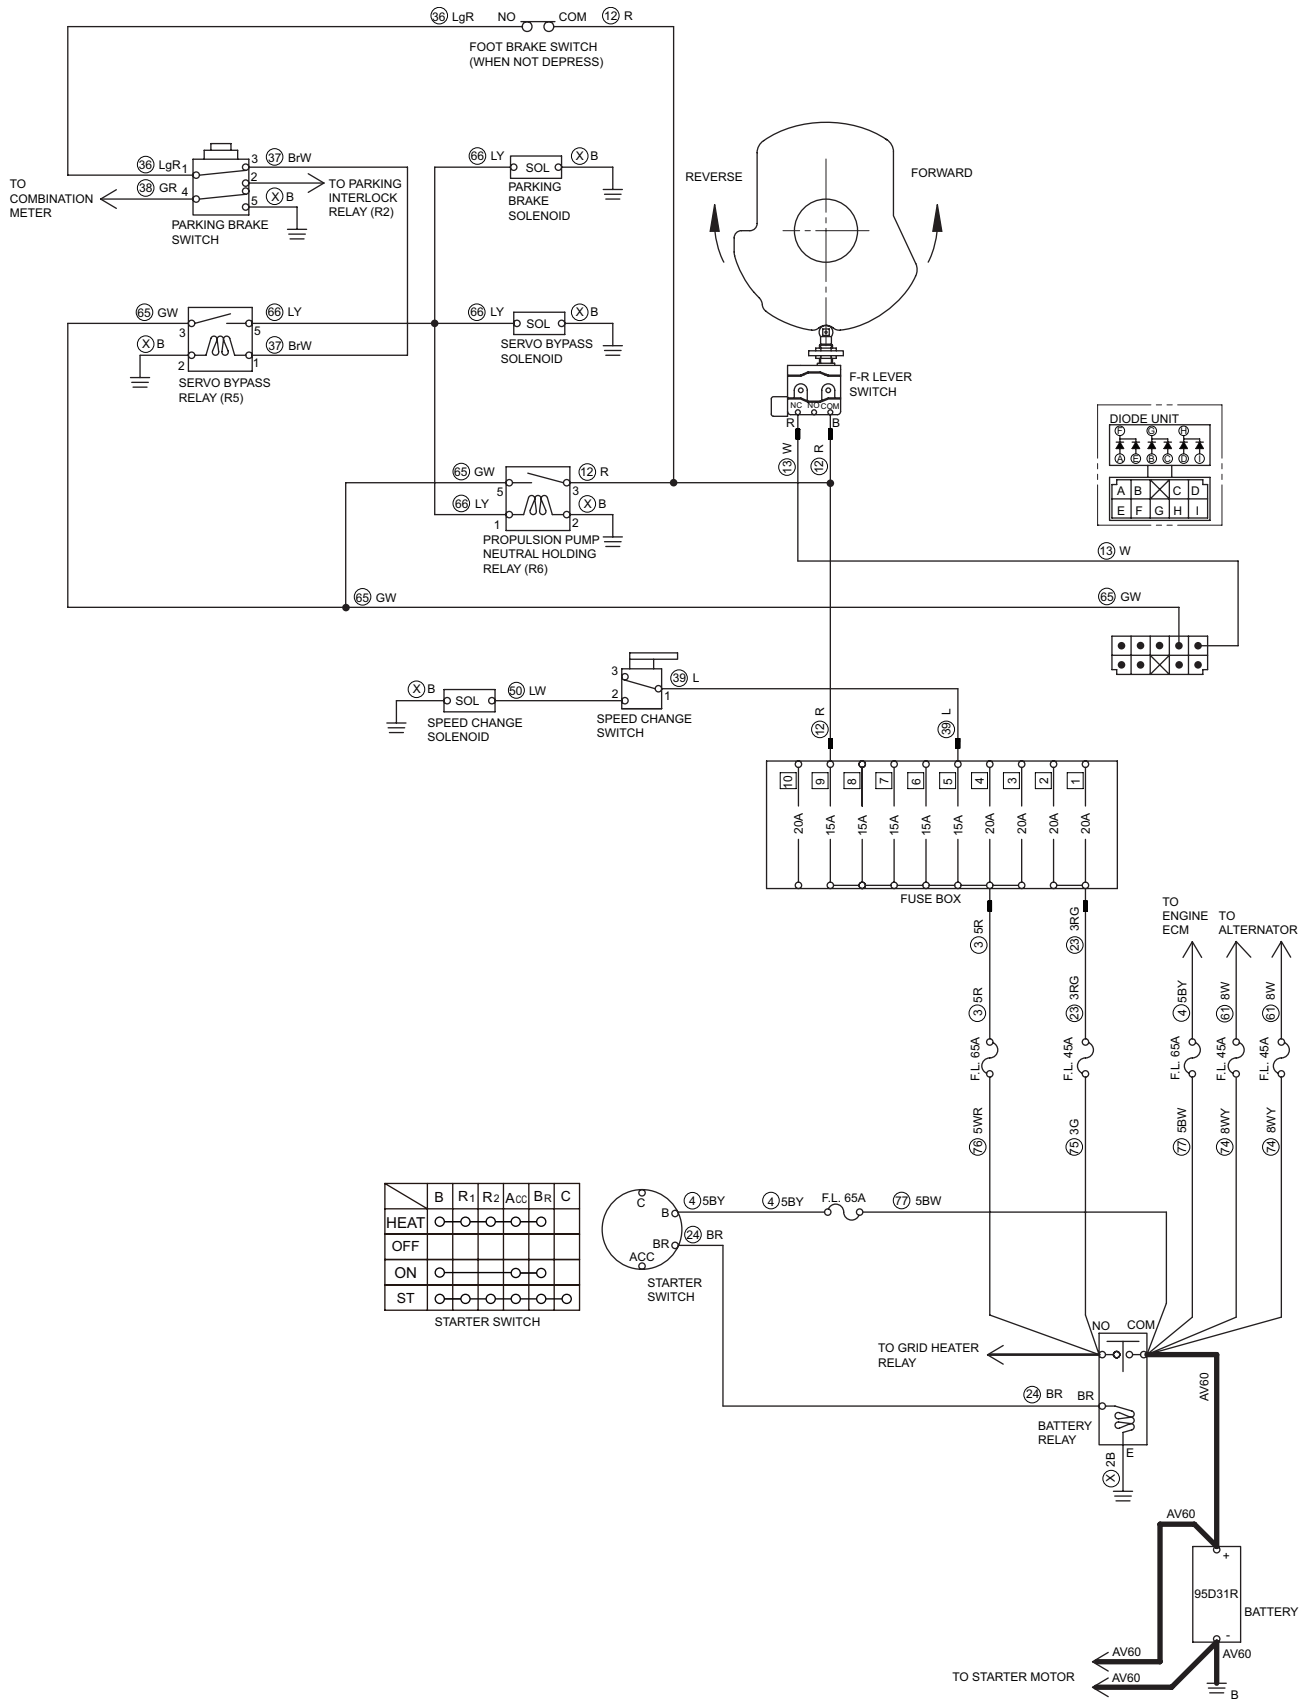 36 LgR NO COM 12 R
FOOT BRAKE SWITCH
(WHEN NOT DEPRESS)
36 LgR 1 3 37 BrW
TO
COMBINATION
METER
38 GR 4 2
5 X B
TO PARKING
INTERLOCK
RELAY (R2)
PARKING BRAKE
SWITCH
66 LY SOL X B
PARKING
BRAKE
SOLENOID
REVERSE
FORWARD
65 GW 66 LY
3 5
X B 37 BrW
2 1
SERVO BYPASS
RELAY (R5)
66 LY SOL X B
SERVO BYPASS
SOLENOID
F-R LEVER
SWITCH
NC NO COM
R B
13 W
12 R
65 GW 12 R
5 3
66 LY X B
1 2
PROPULSION PUMP
NEUTRAL HOLDING
RELAY (R6)
DIODE UNIT
F G H
A E B C D I
A B C D
E F G H I
13 W
65 GW
65 GW
3
39 L
2 1
X B SOL 50 LW
SPEED CHANGE
SOLENOID
SPEED CHANGE
SWITCH
12 R
39 L
10 9 8 7 6 5 4 3 2 1
20A 15A 15A 15A 15A 15A 20A 20A 20A 20A
FUSE BOX
TO
ENGINE
ECM
TO
ALTERNATOR
3 5R
23 3RG
3 5R
23 3RG
4 5BY
61 8W
61 8W
F.L. 65A
F.L. 45A
F.L. 65A
F.L. 45A
F.L. 45A
76 5WR
75 3G
77 5BW
74 8WY
74 8WY
B R1 R2 Acc BR C
HEAT
OFF
ON
ST
STARTER SWITCH
C
B 4 5BY 4 5BY F.L. 65A 77 5BW
BR 24 BR
ACC
STARTER
SWITCH
NO COM
TO GRID HEATER
RELAY
24 BR BR
BATTERY
RELAY
E
X 2B
AV60
AV60
+
95D31R
BATTERY
-
AV60
AV60
TO STARTER MOTOR
AV60
B